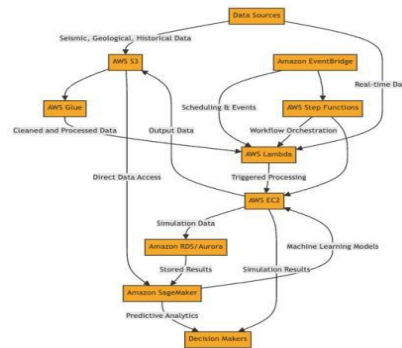 Data Sources
Seismic, Geological, Historical Data
AWS S3
Amazon EventBridge
Real-time Da
AWS Glue
Scheduling & Events
AWS Step Functions
Cleaned and Processed Data
Output Data
Workflow Orchestration
AWS Lambda
Direct Data Access
Triggered Processing
AWS EC2
Simulation Data
Amazon RDS/Aurora
Machine Learning Models
Stored Results
Simulation Results
Amazon SageMaker
Predictive Analytics
Decision Makers